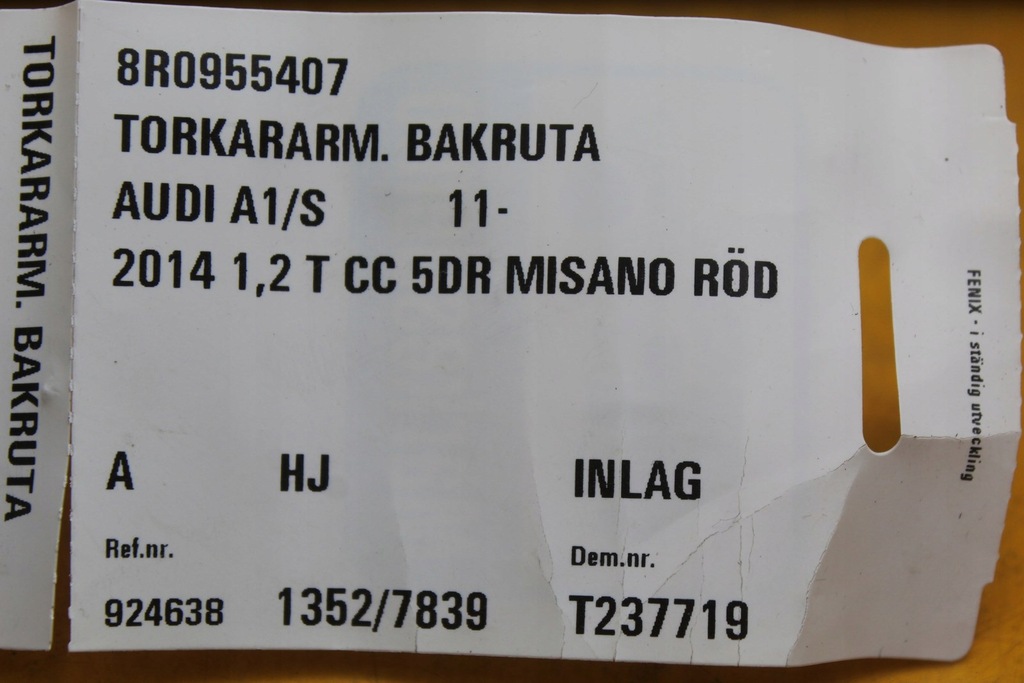 TORKARARM. BAKRUTA
8R0955407
TORKARARM. BAKRUTA
AUDI A1/S 11-
2014 1,2 T CC 5DR MISANO RÖD
A HJ INLAG
Ref.nr. Dem.nr.
924638 1352/7839 T237719
FENIX - i ständig utveckling